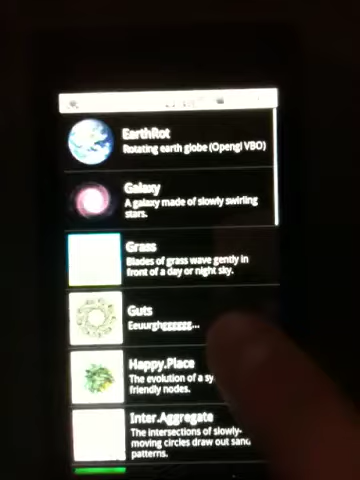 EarthRot
Rotating earth globe (Opengl VBO)
Galaxy
A galaxy made of slowly swirling
stars.
Grass
Blades of grass wave gently in
front of a day or night sky.
Guts
Eeuurghgggggg...
Happy.Place
The evolution of a sy
friendly nodes.
Inter.Aggregate
The intersections of slowly-
moving circles draw out sand
patterns.